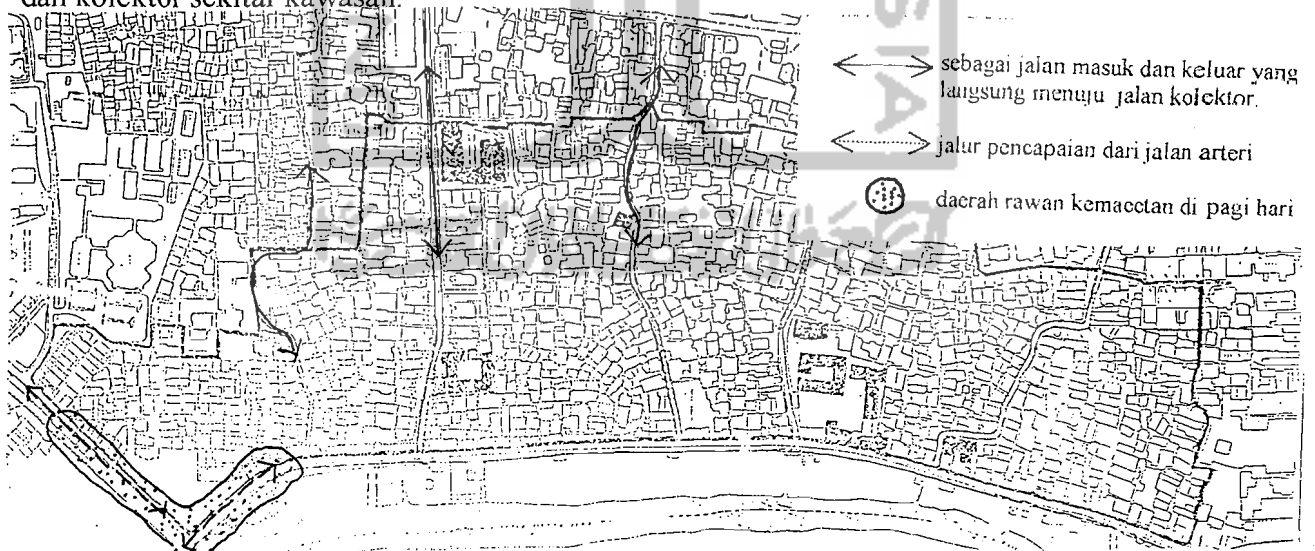 dan kolektor sekitar kawasan.
sebagai jalan masuk dan keluar yang
langsung menuju jalan kolektor.
jalur pencapaian dari jalan arteri
daerah rawan kemacetan di pagi hari